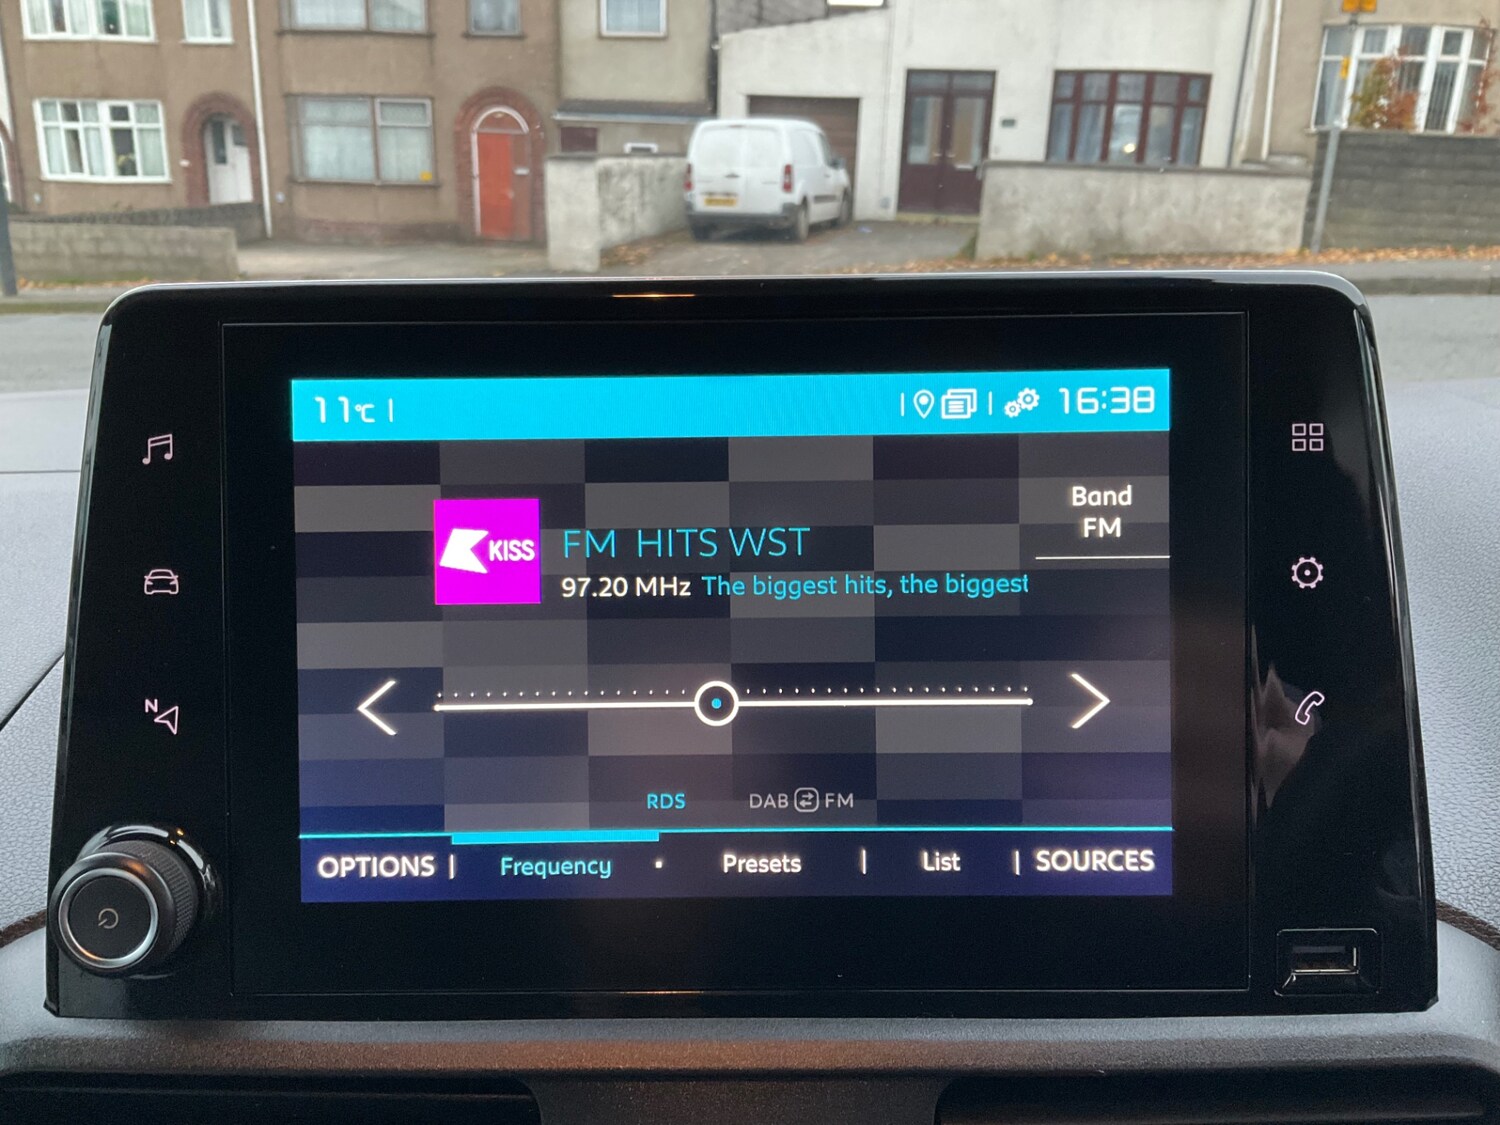 11°C
16:38
Band
FM
KISS
FM HITS WST
97.20 MHz The biggest hits, the biggest
N
RDS
DAB FM
OPTIONS Frequency Presets List SOURCES